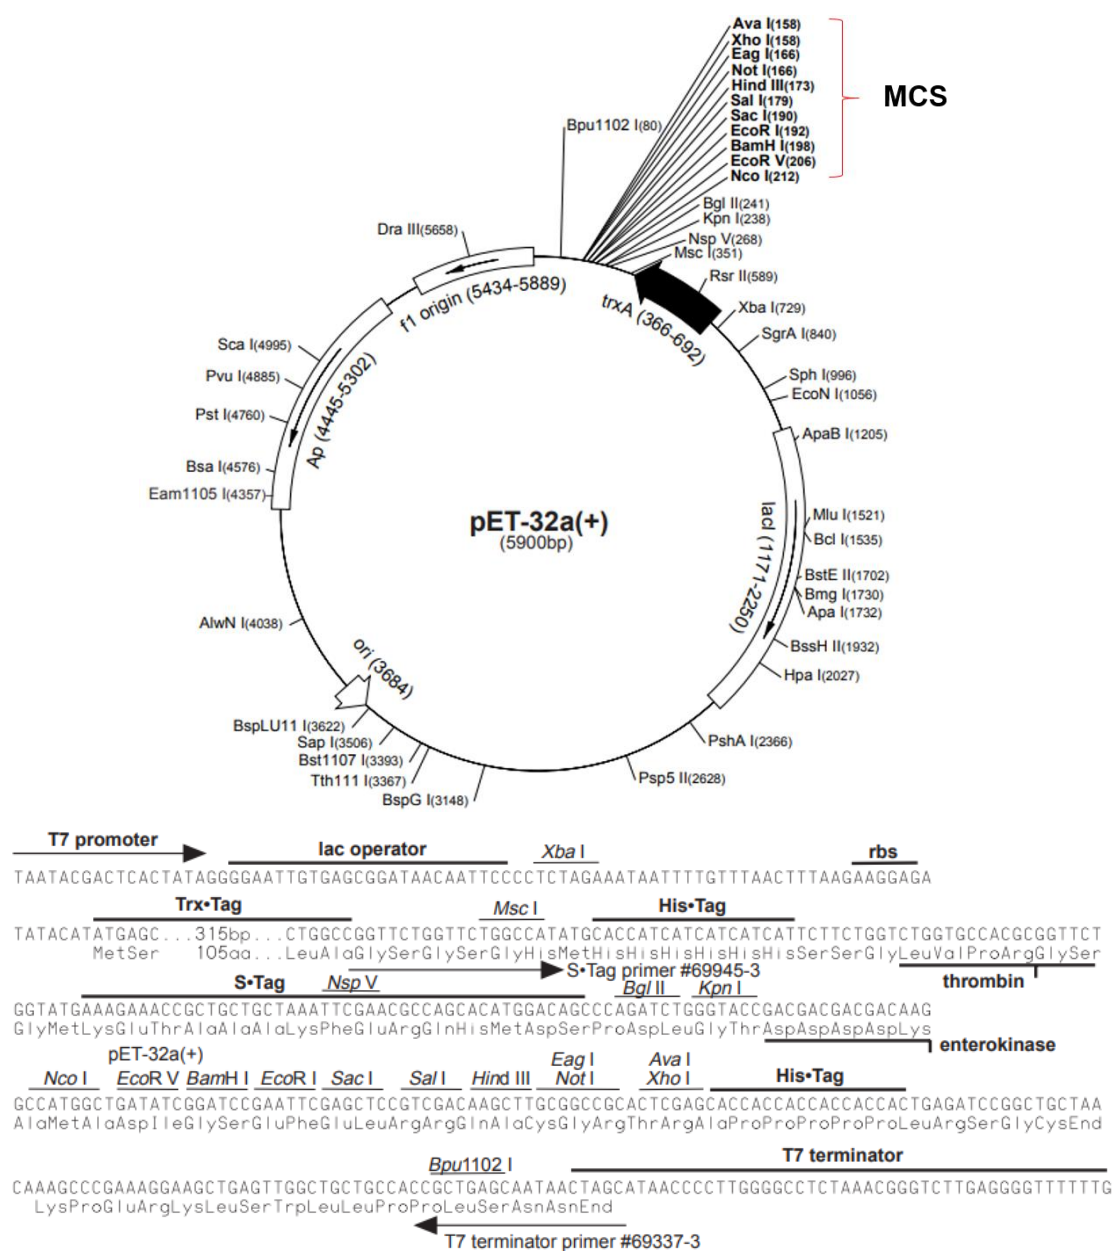 Ava I(158)
Xho I(158)
Eag I(166)
Not I(166)
Hind III(173)
Sal I(179)
Sac I(190)
EcoR I(192)
BamH I(198)
EcoR V(206)
Nco I(212)
MCS
Bpu1102 I(80)
Bgl II(241)
Kpn I(238)
Nsp V(268)
Msc I(351)
Rsr II(589)
Xba I(729)
SgrA I(840)
Sph I(996)
EcoN I(1056)
ApaB I(1205)
Mlu I(1521)
Bcl I(1535)
BstE II(1702)
Bmg I(1730)
Apa I(1732)
BssH II(1932)
Hpa I(2027)
PshA I(2366)
Psp5 II(2628)
BspG I(3148)
Tth111 I(3367)
Bst1107 I(3393)
Sap I(3506)
BspLU11 I(3622)
AlwN I(4038)
Eam1105 I(4357)
Bsa I(4576)
Pst I(4760)
Pvu I(4885)
Sca I(4995)
Dra III(5658)
f1 origin (5434-5889)
trxA (366-692)
lacI (1171-2250)
ori (3684)
Ap (4445-5302)
pET-32a(+)
(5900bp)
T7 promoter
lac operator
Xba I
rbs
TAATACGACTCACTATAGGGGAATTGTGAGCGGATAACAATTCCCCTCTAGAAATAATTTTGTTTAACTTTAAGAAGGAGA
Trx•Tag
Msc I
His•Tag
TATACATATGAGC...315bp...CTGGCCGGTTCTGGTTCTGGCCATATGCACCATCATCATCATCATTCTTCTGGTCTGGTGCCACGCGGTTCT
MetSer 105aa...LeuAlaGlySerGlySerGlyHisMetHisHisHisHisHisHisSerSerGlyLeuValProArgGlySer
S•Tag primer #69945-3
thrombin
S•Tag
Nsp V
Bgl II
Kpn I
GGTATGAAAGAAACCGCTGCTGCTAAATTCGAACGCCAGCACATGGACAGCCCAGATCTGGGTACCGACGACGACGACAAG
GlyMetLysGluThrAlaAlaAlaLysPheGluArgGlnHisMetAspSerProAspLeuGlyThrAspAspAspAspLys
enterokinase
pET-32a(+)
Nco I
EcoR V
BamH I
EcoR I
Sac I
Sal I
Hind III
Eag I
Not I
Ava I
Xho I
His•Tag
GCCATGGCTGATATCGGATCCGAATTCGAGCTCCGTCGACAAGCTTGCGGCCGCACTCGAGCACCACCACCACCACCACTGAGATCCGGCTGCTAA
AlaMetAlaAspIleGlySerGluPheGluLeuArgArgGlnAlaCysGlyArgThrArgAlaProProProProProLeuArgSerGlyCysEnd
Bpu1102 I
T7 terminator
CAAAGCCCGAAAGGAAGCTGAGTTGGCTGCTGCCACCGCTGAGCAATAACTAGCATAACCCCTTGGGGCCTCTAAACGGGTCTTGAGGGGTTTTTTG
LysProGluArgLysLeuSerTrpLeuLeuProProLeuSerAsnAsnEnd
T7 terminator primer #69337-3